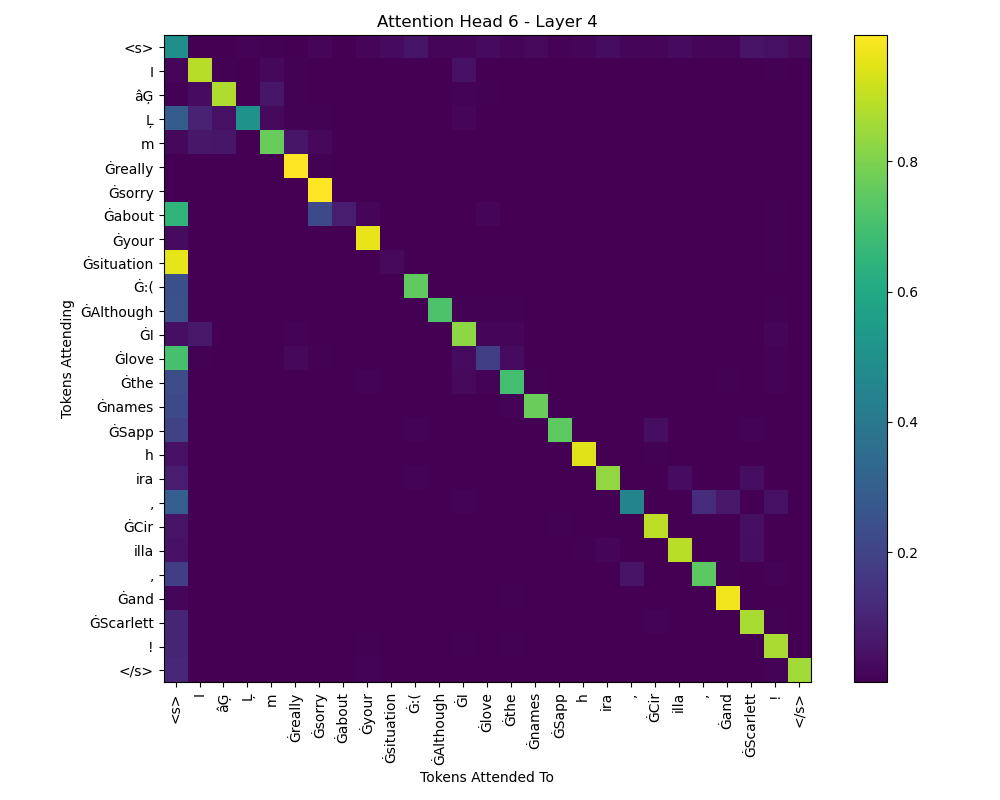 Attention Head 6 - Layer 4
Tokens Attending
<s>
I
âĢ
Ļ
m
Ġreally
Ġsorry
Ġabout
Ġyour
Ġsituation
Ġ:(
ĠAlthough
ĠI
Ġlove
Ġthe
Ġnames
ĠSapp
h
ira
,
ĠCir
illa
,
Ġand
ĠScarlett
!
</s>
<s>
I
âĢ
Ļ
m
Ġreally
Ġsorry
Ġabout
Ġyour
Ġsituation
Ġ:(
ĠAlthough
ĠI
Ġlove
Ġthe
Ġnames
ĠSapp
h
ira
,
ĠCir
illa
,
Ġand
ĠScarlett
!
</s>
Tokens Attended To
0.8
0.6
0.4
0.2